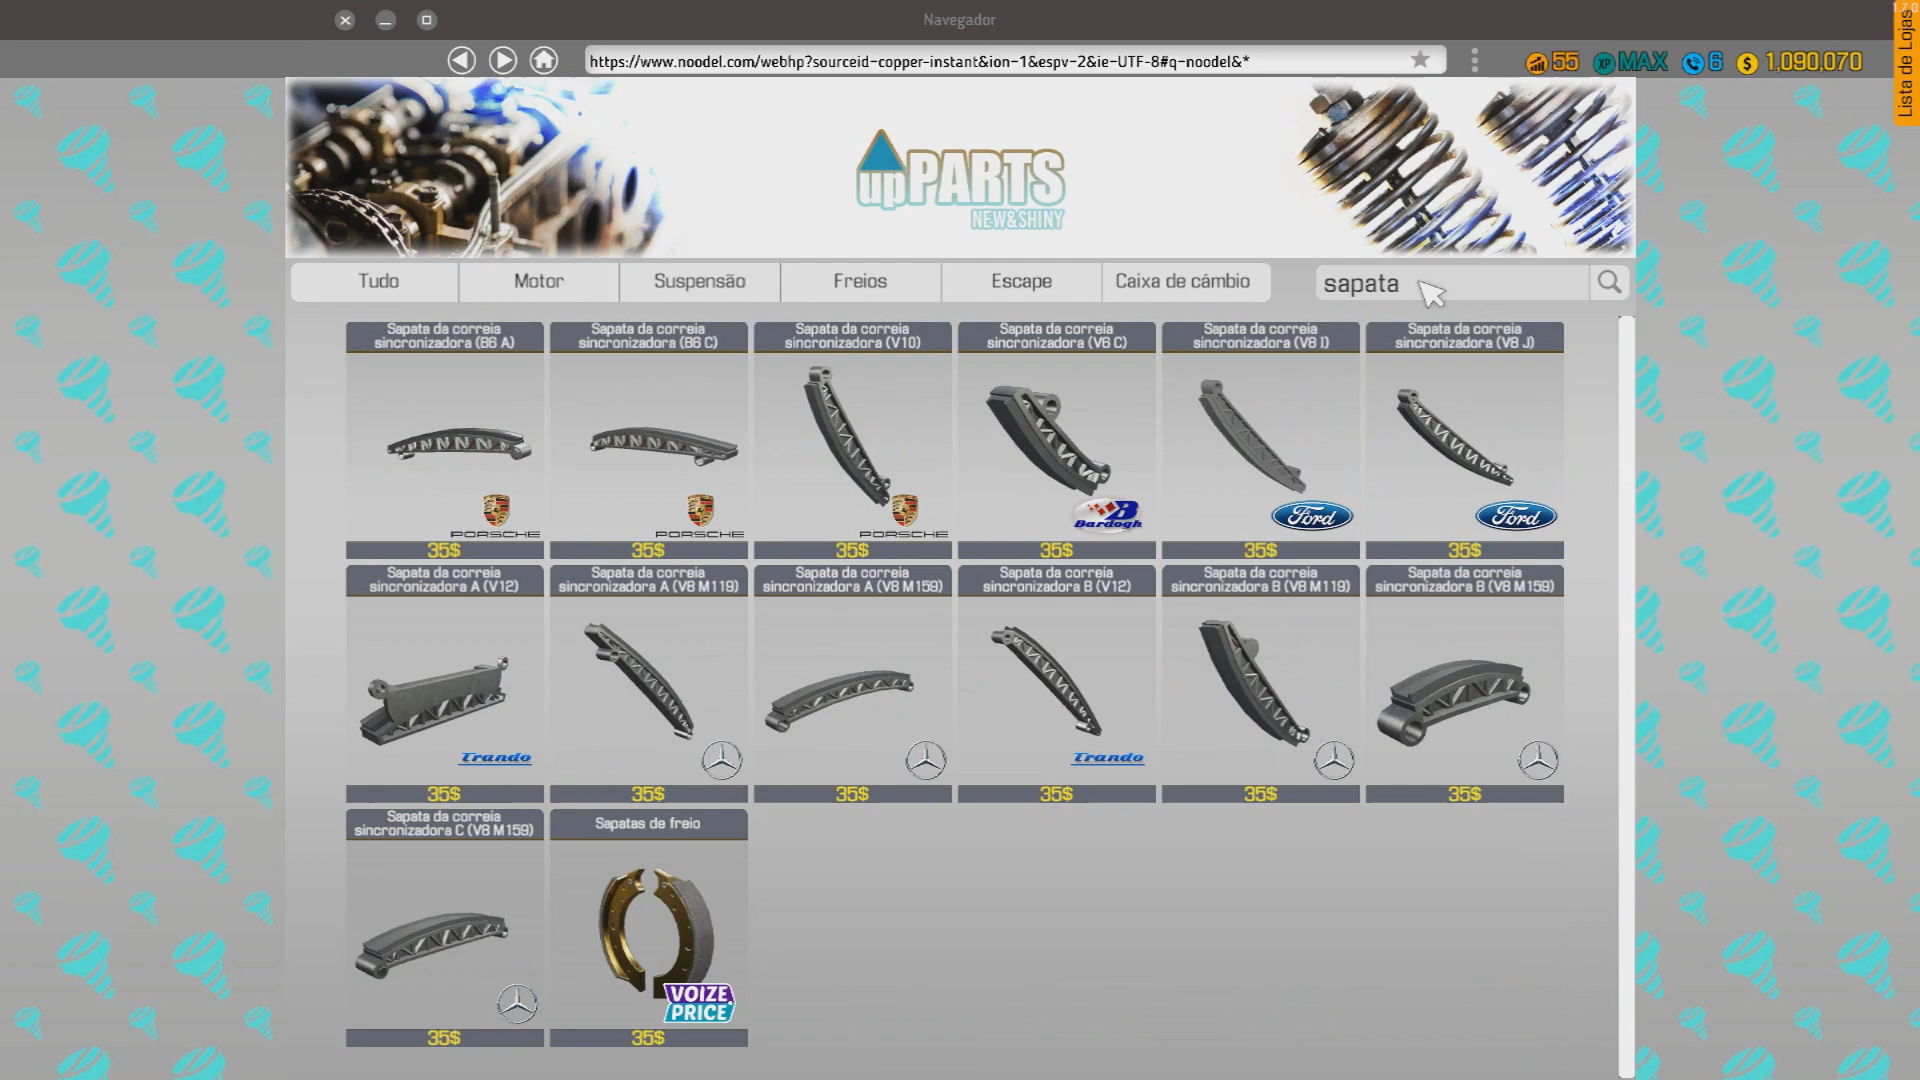 Navegador
1.7.0
https://www.noodel.com/webhp?sourceid-copper-instant&ion-1&espv-2&ie-UTF-8#q-noodel&*
55
XP MAX
6
$ 1,090,070
Lista de Lojas
upPARTS
NEW&SHINY
Tudo
Motor
Suspensão
Freios
Escape
Caixa de câmbio
sapata
Sapata da correia
sincronizadora (B6 A)
PORSCHE
35$
Sapata da correia
sincronizadora (B6 C)
PORSCHE
35$
Sapata da correia
sincronizadora (V10)
PORSCHE
35$
Sapata da correia
sincronizadora (V6 C)
Bardogh
35$
Sapata da correia
sincronizadora (V8 I)
Ford
35$
Sapata da correia
sincronizadora (V8 J)
Ford
35$
Sapata da correia
sincronizadora A (V12)
Trando
35$
Sapata da correia
sincronizadora A (V8 M119)
35$
Sapata da correia
sincronizadora A (V8 M159)
35$
Sapata da correia
sincronizadora B (V12)
Trando
35$
Sapata da correia
sincronizadora B (V8 M119)
35$
Sapata da correia
sincronizadora B (V8 M159)
35$
Sapata da correia
sincronizadora C (V8 M159)
35$
Sapatas de freio
VOIZE
PRICE
35$